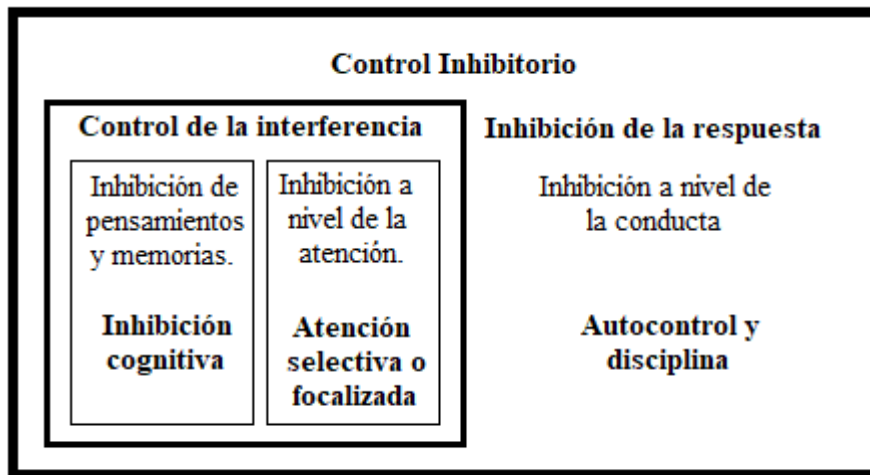 Control Inhibitorio
Control de la interferencia
Inhibición de
pensamientos
y memorias.
Inhibición
cognitiva
Inhibición a
nivel de la
atención.
Atención
selectiva o
focalizada
Inhibición de la respuesta
Inhibición a nivel de
la conducta
Autocontrol y
disciplina